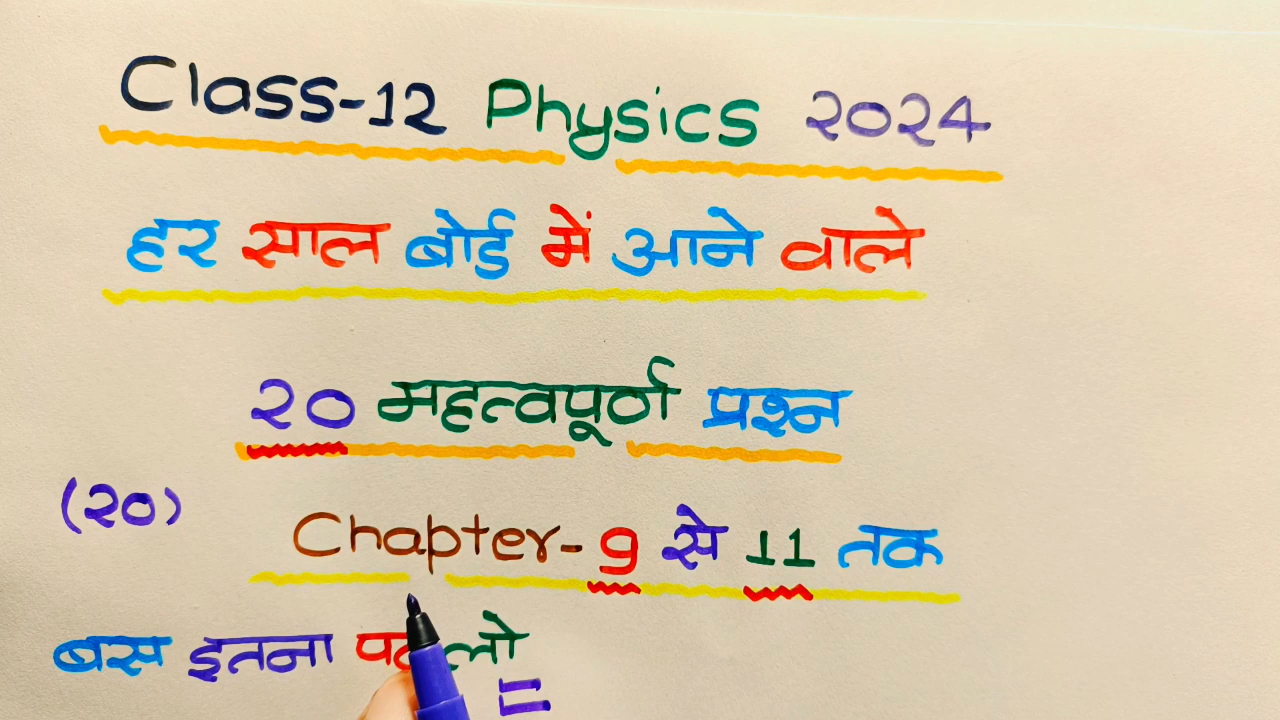 Class-12 Physics 2024
हर साल बोर्ड में आने वाले
20 महत्वपूर्ण प्रश्न
(20)
Chapter-9 से 11 तक
बस इतना लो